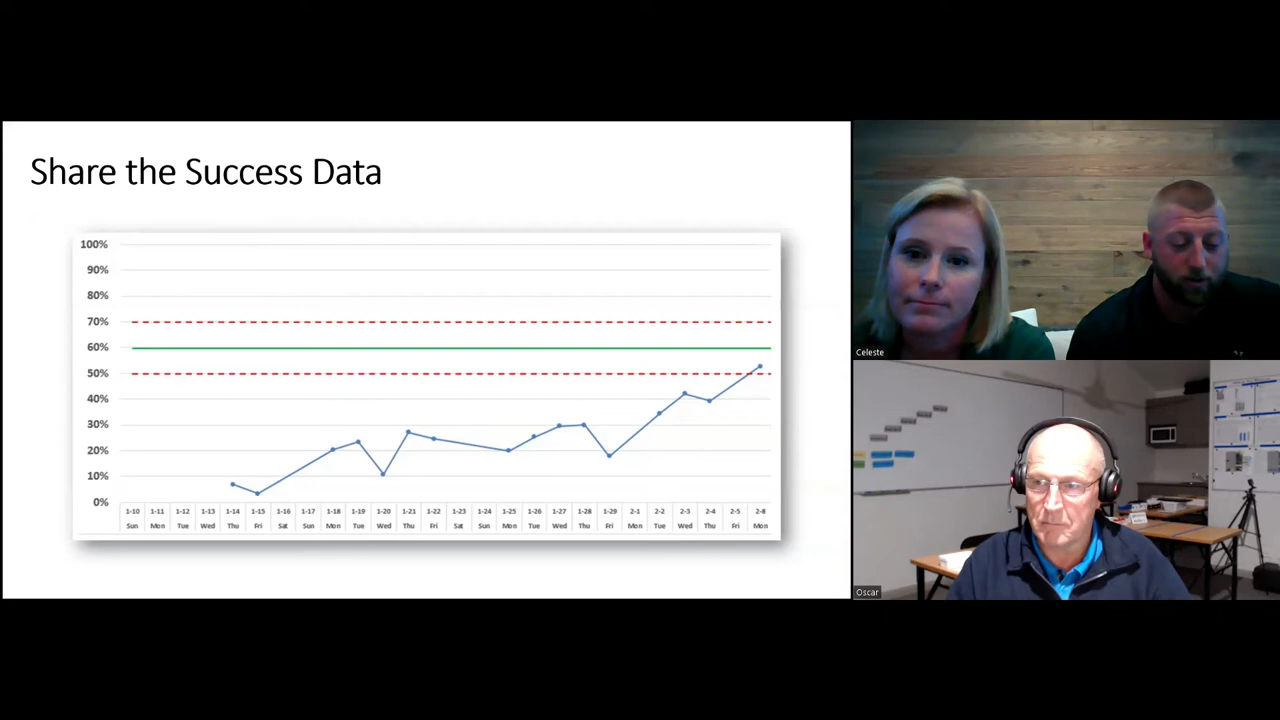 Share the Success Data
100%
90%
80%
70%
60%
50%
40%
30%
20%
10%
0%
1-10 1-11 1-12 1-13 1-14 1-15 1-16 1-17 1-18 1-19 1-20 1-21 1-22 1-23 1-24 1-25 1-26 1-27 1-28 1-29 2-1 2-2 2-3 2-4 2-5 2-8
Sun Mon Tue Wed Thu Fri Sat Sun Mon Tue Wed Thu Fri Sat Sun Mon Tue Wed Thu Fri Mon Tue Wed Thu Fri Mon
Celeste
Oscar